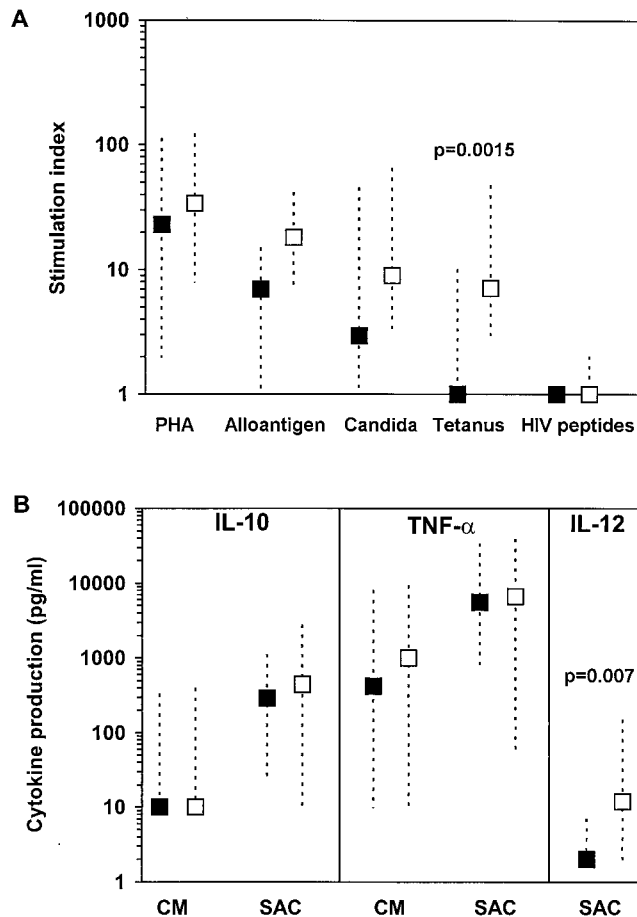 A
Stimulation index
1000
100
10
1
p=0.0015
PHA Alloantigen Candida Tetanus HIV peptides
B
Cytokine production (pg/ml)
100000
10000
1000
100
10
1
IL-10 TNF-α IL-12
p=0.007
CM SAC CM SAC SAC